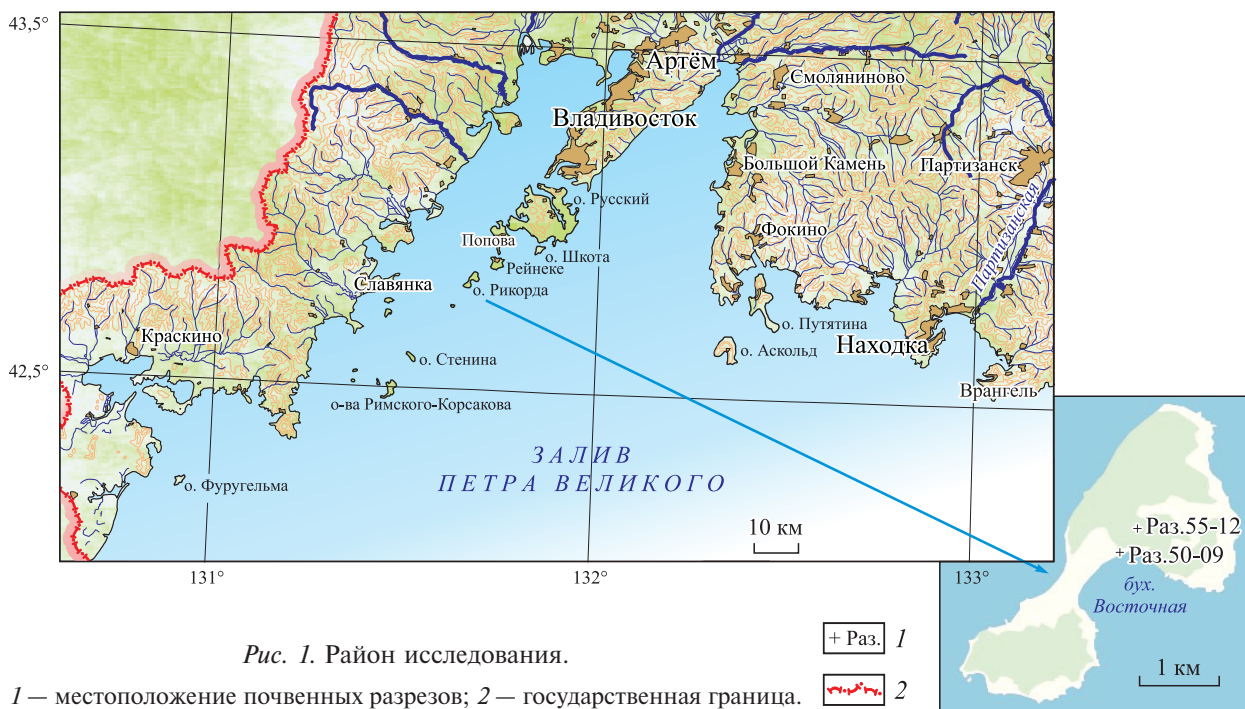 43,5°
Артём
Смоляниново
Владивосток
Большой Камень
Партизанск
о. Русский
Партизанская
Фокино
Попова
о. Шкота
Рейнеке
Славянка
о. Рикорда
о. Путятина
Краскино
о. Стенина
о. Аскольд
Находка
42,5°
Врангель
о-ва Римского-Корсакова
ЗАЛИВ
ПЕТРА ВЕЛИКОГО
о. Фуругельма
10 км
131°
132°
133°
+ Раз.55-12
+ Раз.50-09
бух.
Восточная
1 км
Рис. 1. Район исследования.
+ Раз. 1
1 — местоположение почвенных разрезов; 2 — государственная граница.
2